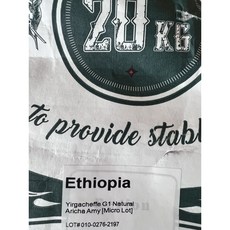 20 KG
to provide stabl
Ethiopia
Yirgacheffe G1 Natural
Aricha Amy [Micro Lot]
LOT# 010-0276-2197